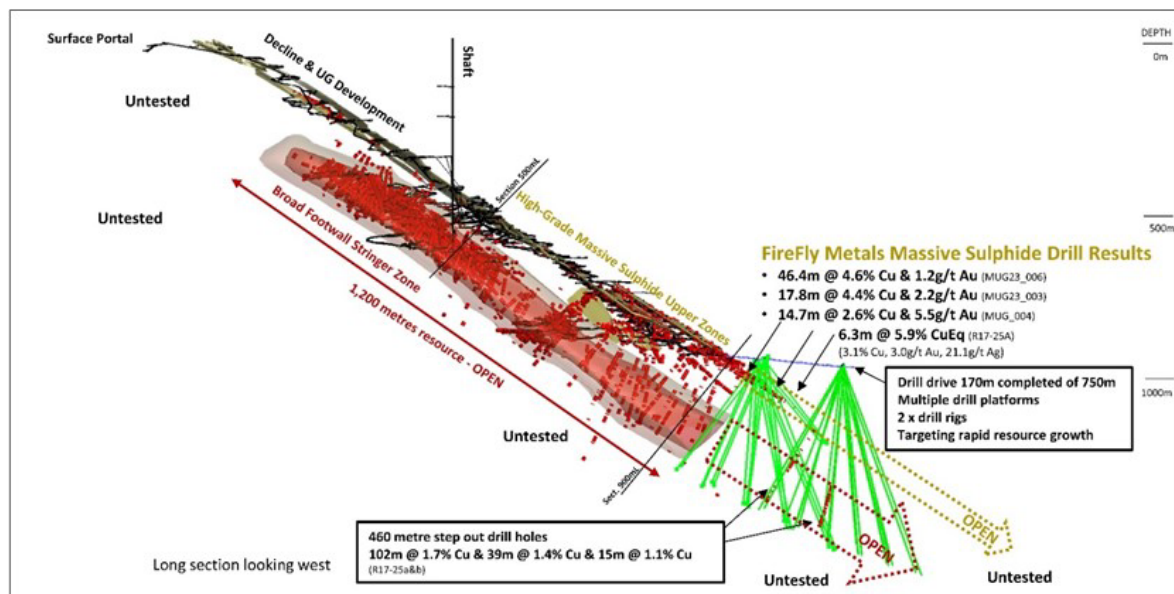 Surface Portal
Decline & UG Development
Shaft
DEPTH
0m
Untested
Untested
Section 500mL
High-Grade Massive Sulphide Upper Zones
500m
Broad Footwall Stringer Zone
1,200 metres resource - OPEN
FireFly Metals Massive Sulphide Drill Results
• 46.4m @ 4.6% Cu & 1.2g/t Au (MUG23_006)
• 17.8m @ 4.4% Cu & 2.2g/t Au (MUG23_003)
• 14.7m @ 2.6% Cu & 5.5g/t Au (MUG_004)
6.3m @ 5.9% CuEq (R17-25A)
(3.1% Cu, 3.0g/t Au, 21.1g/t Ag)
1000m
Drill drive 170m completed of 750m
Multiple drill platforms
2 x drill rigs
Targeting rapid resource growth
Untested
Sect. 900mL
OPEN
OPEN
460 metre step out drill holes
102m @ 1.7% Cu & 39m @ 1.4% Cu & 15m @ 1.1% Cu
(R17-25a&b)
Long section looking west
Untested
Untested